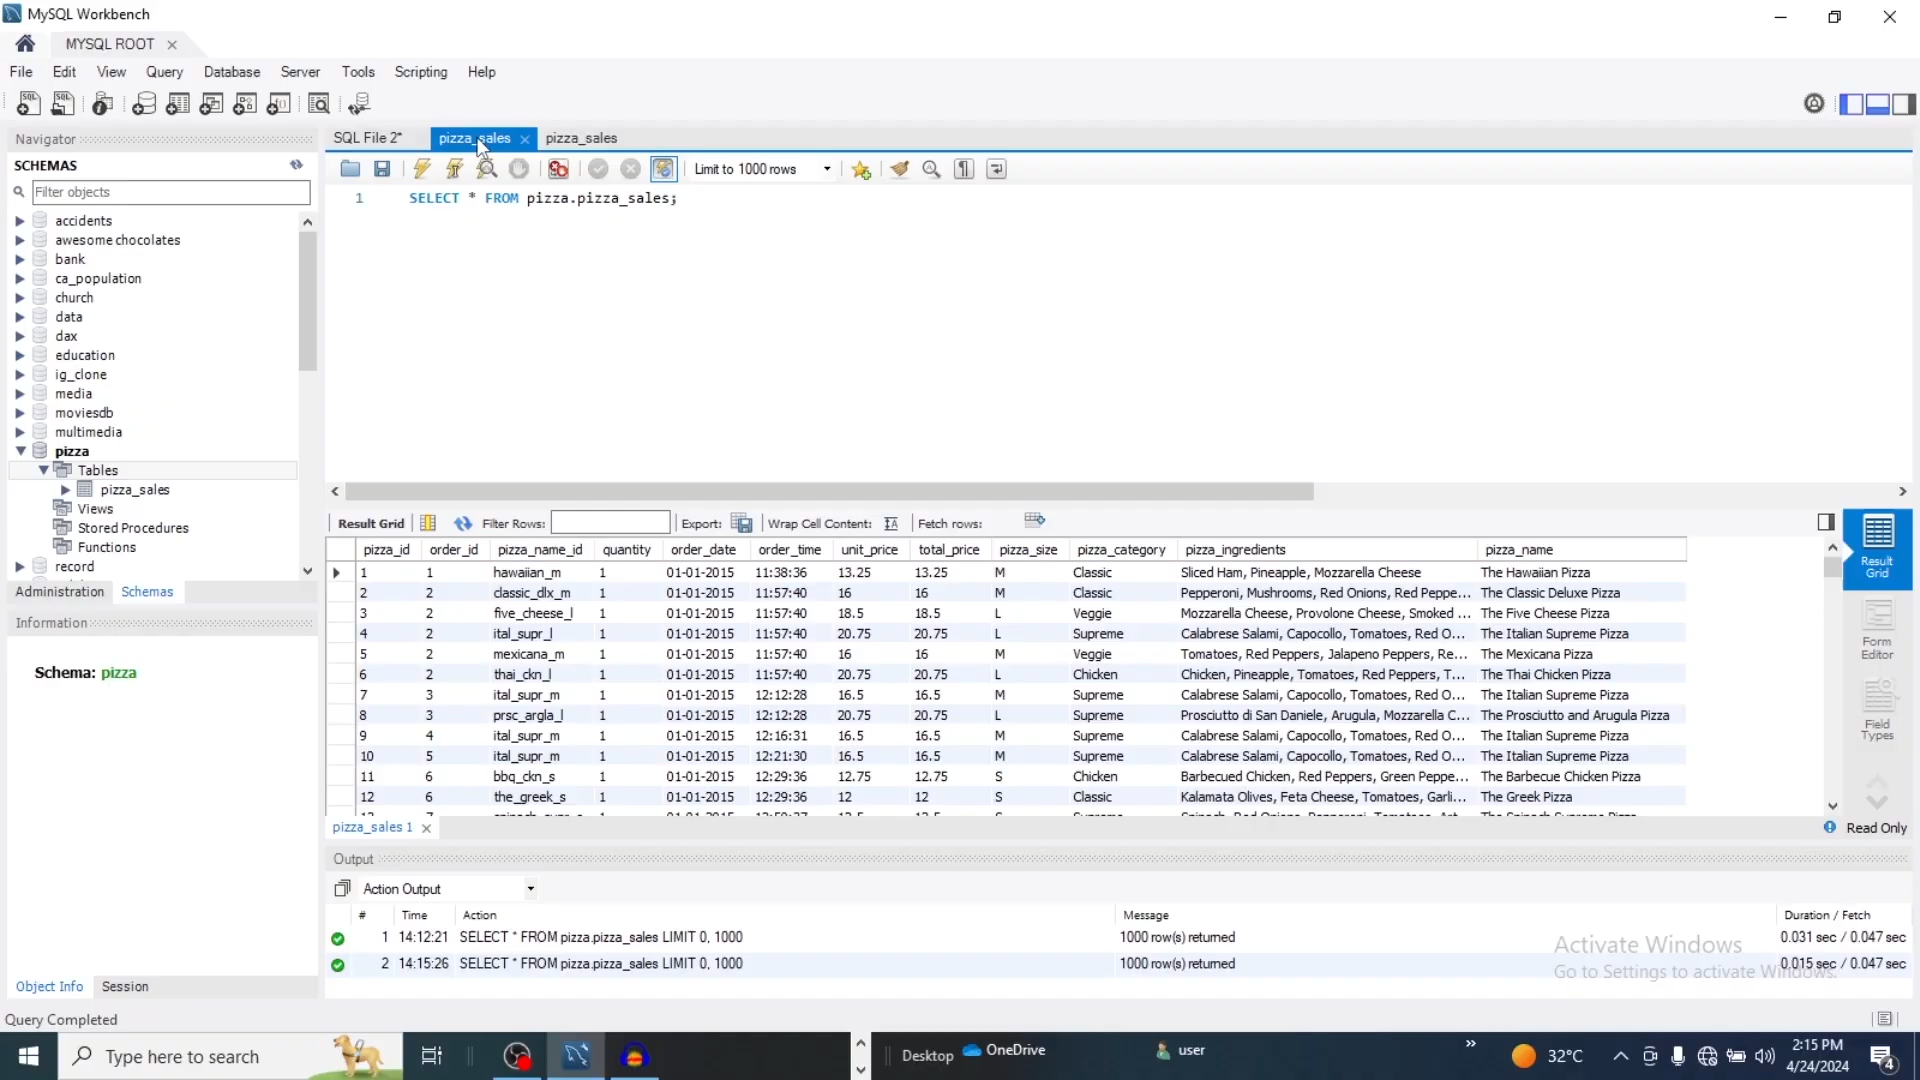 MySQL Workbench
MYSQL ROOT
File Edit View Query Database Server Tools Scripting Help
Navigator
SQL File 2* pizza_sales pizza_sales
SCHEMAS
Limit to 1000 rows
Filter objects
1 SELECT * FROM pizza.pizza_sales;
accidents
awesome chocolates
bank
ca_population
church
data
dax
education
ig_clone
media
moviesdb
multimedia
pizza
Tables
pizza_sales
Views
Stored Procedures
Functions
record
Administration Schemas
Information
Schema: pizza
Object Info Session
Result Grid Filter Rows: Export: Wrap Cell Content: Fetch rows:
pizza_id order_id pizza_name_id quantity order_date order_time unit_price total_price pizza_size pizza_category pizza_ingredients pizza_name
1 1 hawaiian_m 1 01-01-2015 11:38:36 13.25 13.25 M Classic Sliced Ham, Pineapple, Mozzarella Cheese The Hawaiian Pizza
2 2 classic_dlx_m 1 01-01-2015 11:57:40 16 16 M Classic Pepperoni, Mushrooms, Red Onions, Red Peppe... The Classic Deluxe Pizza
3 2 five_cheese_l 1 01-01-2015 11:57:40 18.5 18.5 L Veggie Mozzarella Cheese, Provolone Cheese, Smoked ... The Five Cheese Pizza
4 2 ital_supr_l 1 01-01-2015 11:57:40 20.75 20.75 L Supreme Calabrese Salami, Capocollo, Tomatoes, Red O... The Italian Supreme Pizza
5 2 mexicana_m 1 01-01-2015 11:57:40 16 16 M Veggie Tomatoes, Red Peppers, Jalapeno Peppers, Re... The Mexicana Pizza
6 2 thai_ckn_l 1 01-01-2015 11:57:40 20.75 20.75 L Chicken Chicken, Pineapple, Tomatoes, Red Peppers, T... The Thai Chicken Pizza
7 3 ital_supr_m 1 01-01-2015 12:12:28 16.5 16.5 M Supreme Calabrese Salami, Capocollo, Tomatoes, Red O... The Italian Supreme Pizza
8 3 prsc_argla_l 1 01-01-2015 12:12:28 20.75 20.75 L Supreme Prosciutto di San Daniele, Arugula, Mozzarella C... The Prosciutto and Arugula Pizza
9 4 ital_supr_m 1 01-01-2015 12:16:31 16.5 16.5 M Supreme Calabrese Salami, Capocollo, Tomatoes, Red O... The Italian Supreme Pizza
10 5 ital_supr_m 1 01-01-2015 12:21:30 16.5 16.5 M Supreme Calabrese Salami, Capocollo, Tomatoes, Red O... The Italian Supreme Pizza
11 6 bbq_ckn_s 1 01-01-2015 12:29:36 12.75 12.75 S Chicken Barbecued Chicken, Red Peppers, Green Peppe... The Barbecue Chicken Pizza
12 6 the_greek_s 1 01-01-2015 12:29:36 12 12 S Classic Kalamata Olives, Feta Cheese, Tomatoes, Garli... The Greek Pizza
Result
Grid
Form
Editor
Field
Types
pizza_sales 1 Read Only
Output
Action Output
# Time Action Message Duration / Fetch
1 14:12:21 SELECT * FROM pizza.pizza_sales LIMIT 0, 1000 1000 row(s) returned 0.031 sec / 0.047 sec
2 14:15:26 SELECT * FROM pizza.pizza_sales LIMIT 0, 1000 1000 row(s) returned 0.015 sec / 0.047 sec
Activate Windows
Go to Settings to activate Windows.
Query Completed
Type here to search Desktop OneDrive user 32°C 2:15 PM
4/24/2024 4